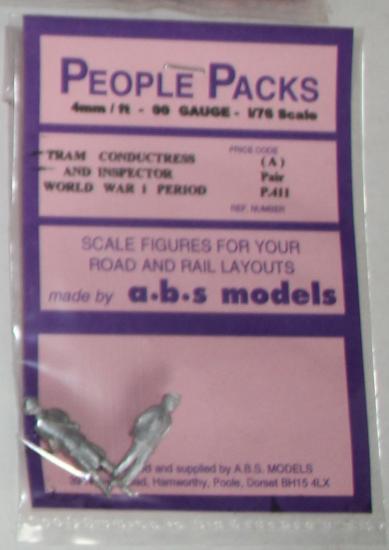 PEOPLE PACKS
4mm / ft - 00 GAUGE - 1/76 Scale
TRAM CONDUCTRESS
AND INSPECTOR
WORLD WAR 1 PERIOD
PRICE CODE
(A)
Pair
P.411
REF. NUMBER
SCALE FIGURES FOR YOUR
ROAD AND RAIL LAYOUTS
made by a.b.s models
and supplied by A.B.S. MODELS
39 Road, Hamworthy, Poole, Dorset BH15 4LX